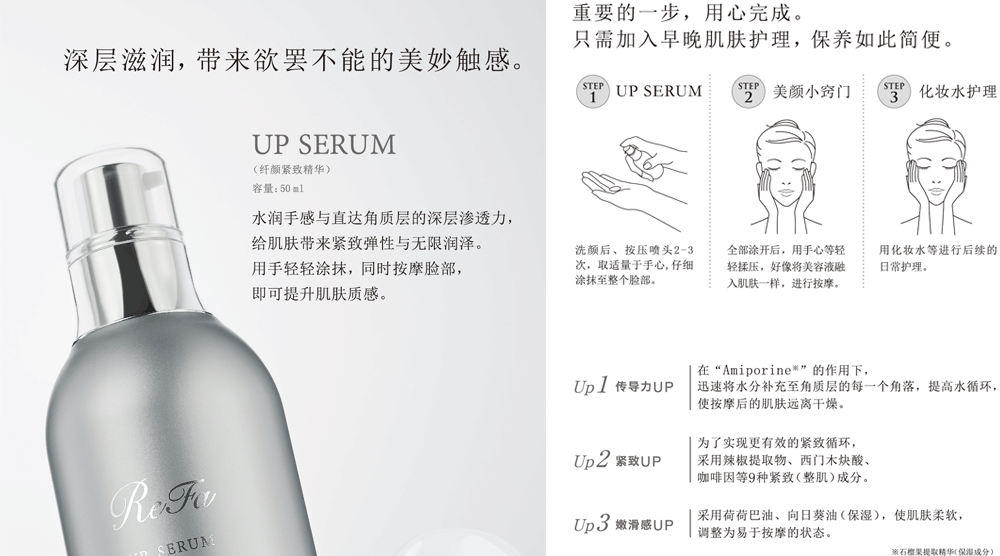 深层滋润，带来欲罢不能的美妙触感。
UP SERUM
（纤颜紧致精华）
容量：50 ml
水润手感与直达角质层的深层渗透力，
给肌肤带来紧致弹性与无限润泽。
用手轻轻涂抹，同时按摩脸部，
即可提升肌肤质感。
ReFa
UP SERUM
重要的一步，用心完成。
只需加入早晚肌肤护理，保养如此简便。
STEP 1 UP SERUM
洗颜后、按压喷头2-3
次，取适量于手心,仔细
涂抹至整个脸部。
STEP 2 美颜小窍门
全部涂开后，用手心等轻
轻揉压，好像将美容液融
入肌肤一样，进行按摩。
STEP 3 化妆水护理
用化妆水等进行后续的
日常护理。
Up1 传导力UP
在“Amiporine※”的作用下，
迅速将水分补充至角质层的每一个角落，提高水循环，
使按摩后的肌肤远离干燥。
Up2 紧致UP
为了实现更有效的紧致循环，
采用辣椒提取物、西门木炔酸、
咖啡因等9种紧致(整肌)成分。
Up3 嫩滑感UP
采用荷荷巴油、向日葵油(保湿)，使肌肤柔软，
调整为易于按摩的状态。
※石榴果提取精华(保湿成分)